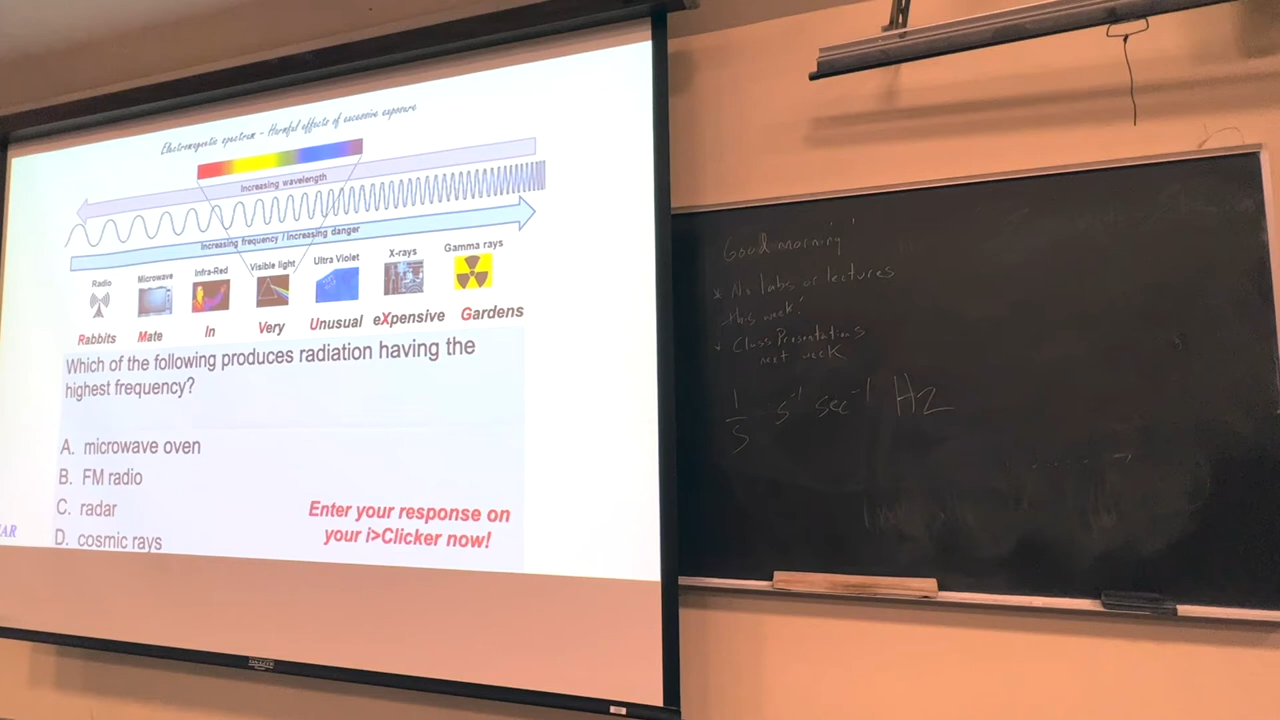 Electromagnetic spectrum - Harmful effects of excessive exposure
Increasing wavelength
Increasing frequency / increasing danger
Radio Microwave Infra-Red Visible light Ultra Violet X-rays Gamma rays
Rabbits Mate In Very Unusual eXpensive Gardens
Which of the following produces radiation having the
highest frequency?
A. microwave oven
B. FM radio
C. radar
D. cosmic rays
Enter your response on
your i>Clicker now!
AR
Good morning!
* No labs or lectures
this week!
* Class Presentations
next week
1/s s⁻¹ sec⁻¹ Hz